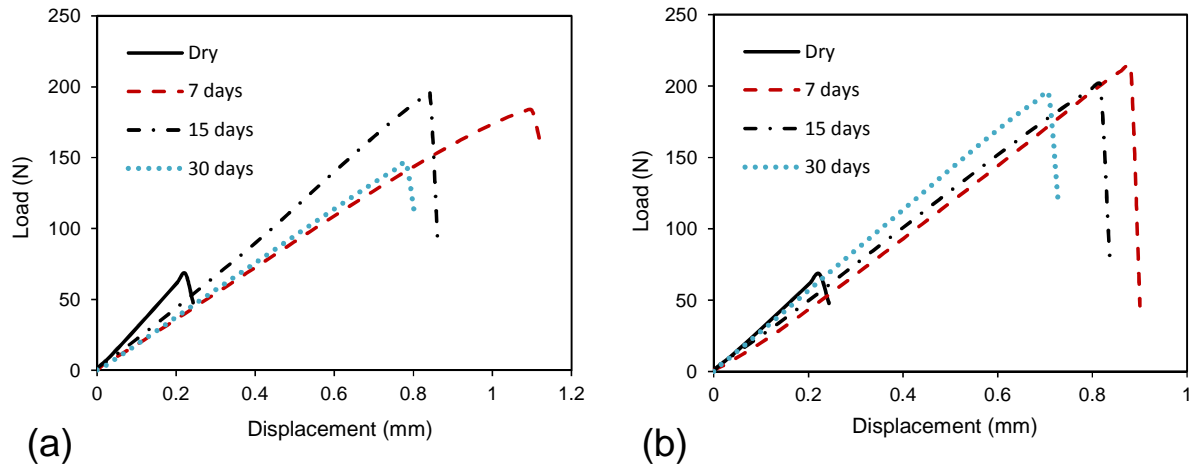 250
200
150
100
50
0
Load (N)
Dry
7 days
15 days
30 days
0 0.2 0.4 0.6 0.8 1 1.2
Displacement (mm)
(a)
250
200
150
100
50
0
Load (N)
Dry
7 days
15 days
30 days
0 0.2 0.4 0.6 0.8 1
Displacement (mm)
(b)